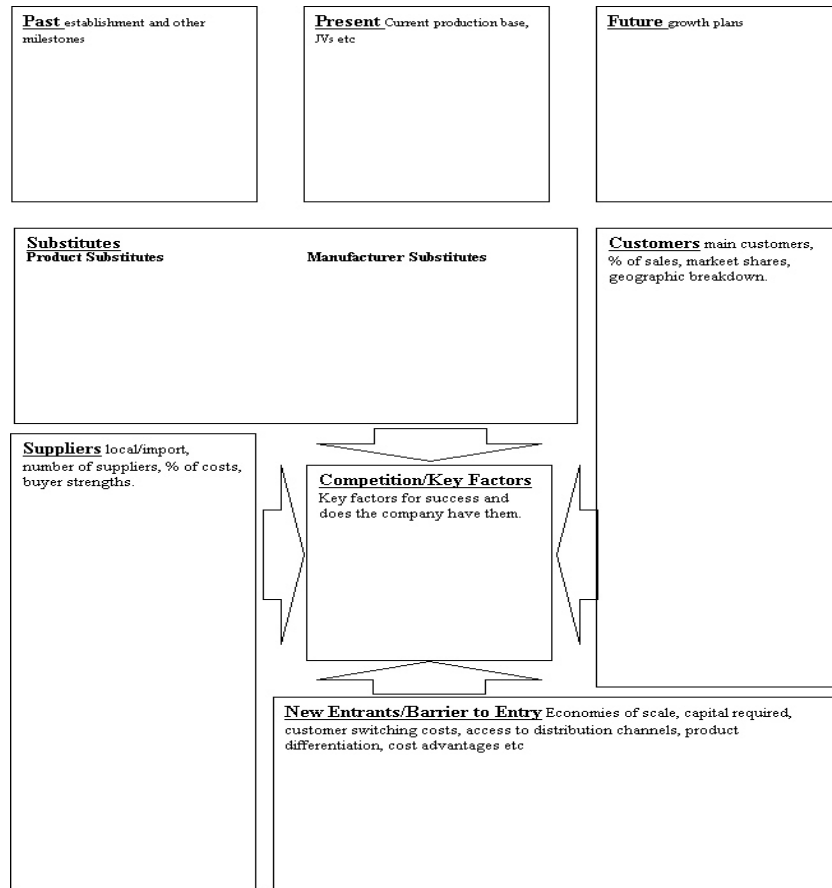 Past establishment and other
milestones
Present Current production base,
JVs etc
Future growth plans
Substitutes
Product Substitutes
Manufacturer Substitutes
Customers main customers,
% of sales, markeet shares,
geographic breakdown.
Suppliers local/import,
number of suppliers, % of costs,
buyer strengths.
Competition/Key Factors
Key factors for success and
does the company have them.
New Entrants/Barrier to Entry Economies of scale, capital required,
customer switching costs, access to distribution channels, product
differentiation, cost advantages etc